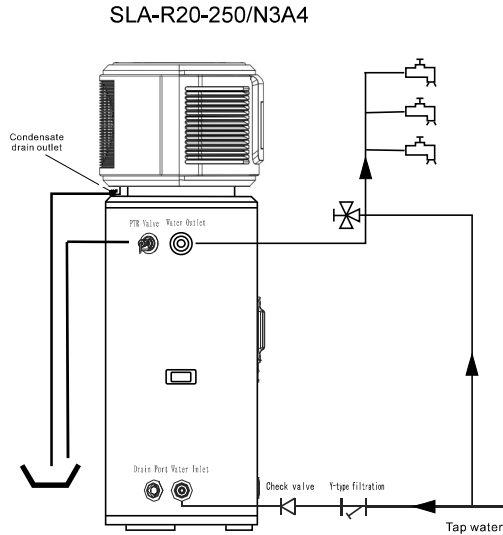 SLA-R20-250/N3A4
Condensate
drain outlet
PTR Valve Water Outlet
Drain Port Water Inlet
Check valve
Y-type filtration
Tap water